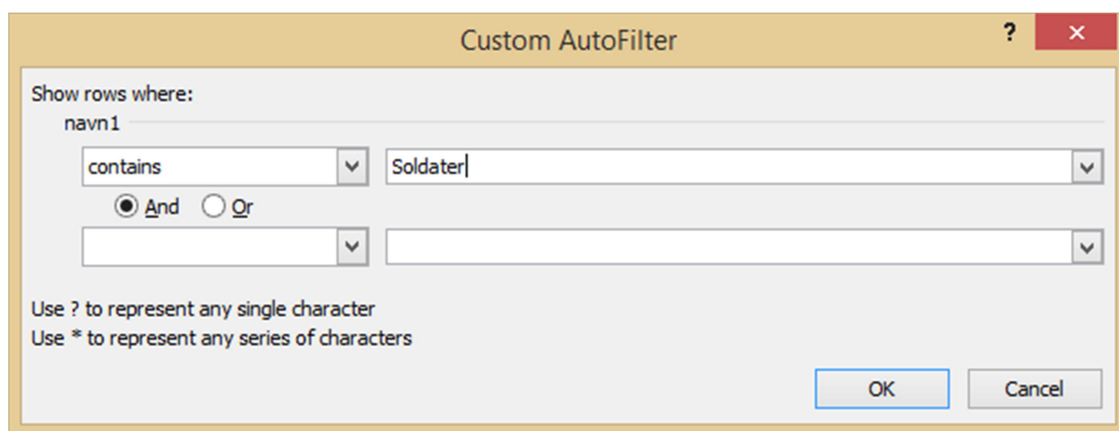 Custom AutoFilter
?
Show rows where:
navn1
contains Soldater
And Or
Use ? to represent any single character
Use * to represent any series of characters
OK Cancel